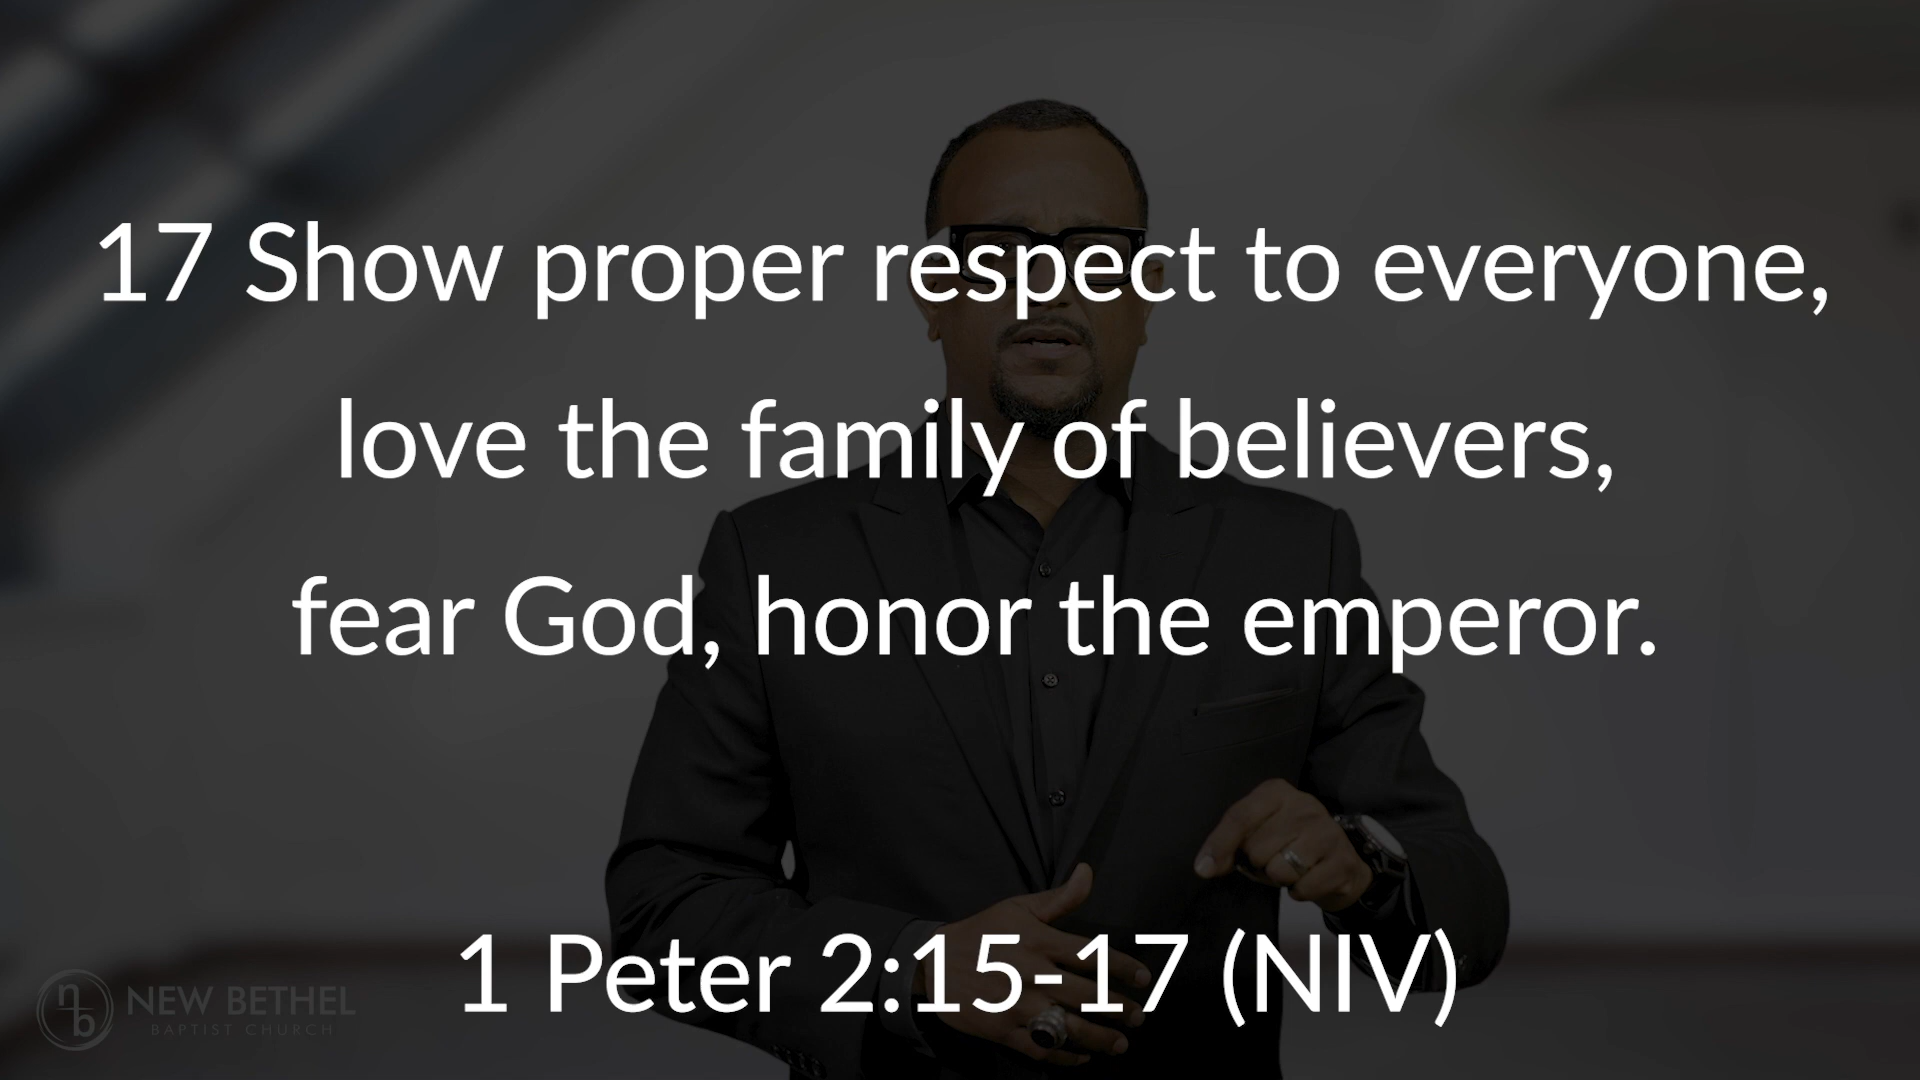 17 Show proper respect to everyone,
love the family of believers,
fear God, honor the emperor.
1 Peter 2:15-17 (NIV)
nb
NEW BETHEL
BAPTIST CHURCH